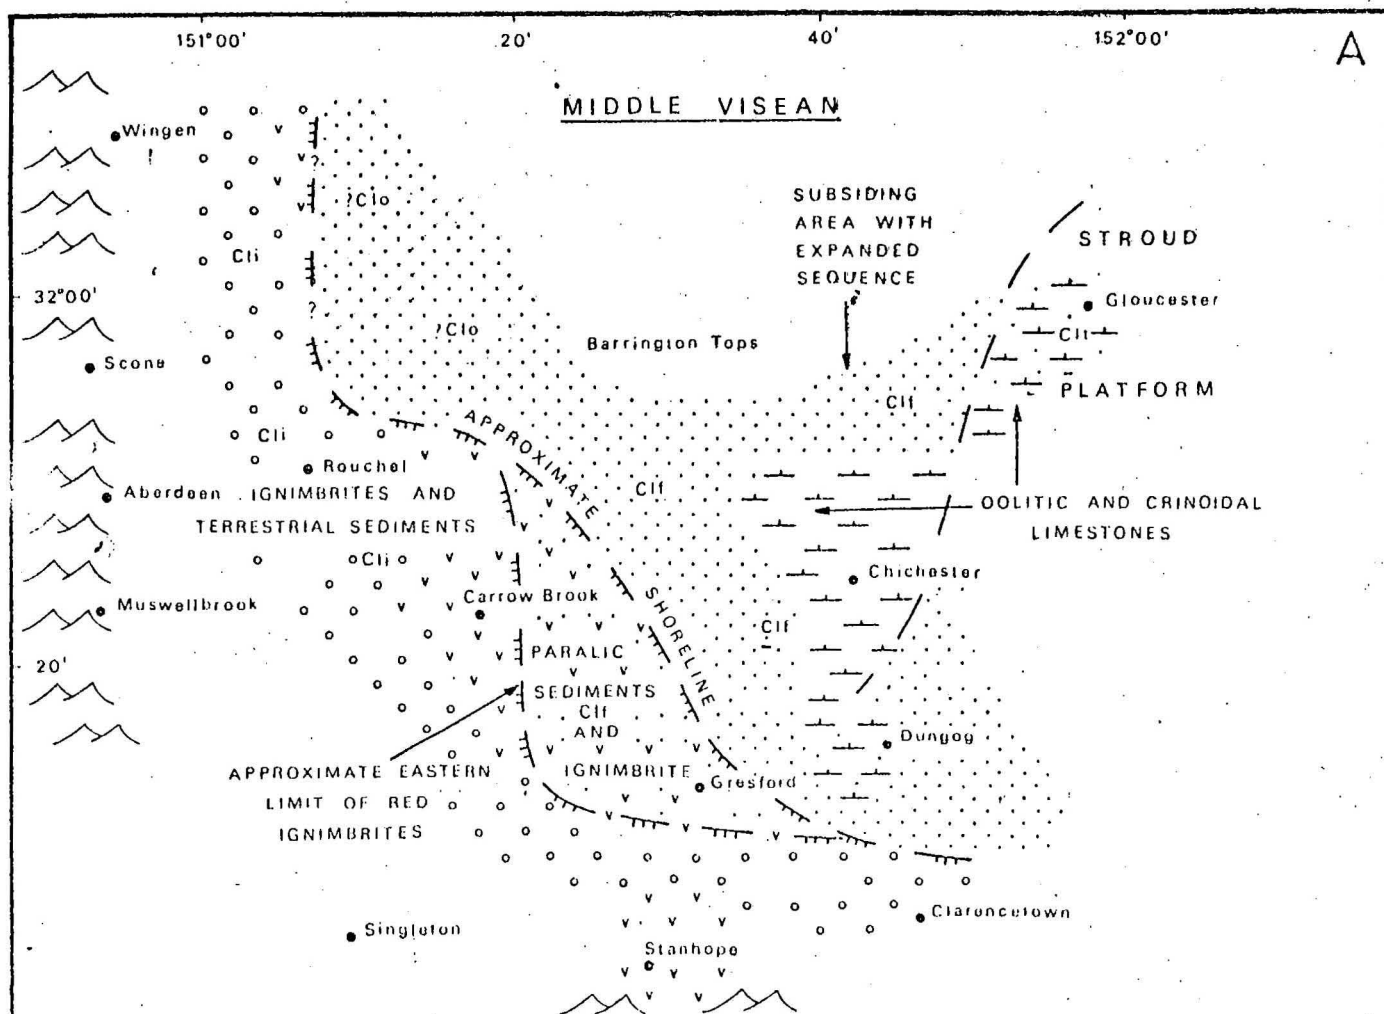 151°00' 20' 40' 152°00'
A
MIDDLE VISEAN
Wingen
?
?Clo
SUBSIDING
AREA WITH
EXPANDED
SEQUENCE
STROUD
Cli
32°00'
Gloucester
?
?Clo
Clt
Barrington Tops
Scone
PLATFORM
Clf
APPROXIMATE
SHORELINE
Cli
Rouchel
Clf
Aberdeen
IGNIMBRITES AND
TERRESTRIAL SEDIMENTS
OOLITIC AND CRINOIDAL
LIMESTONES
Cli
Chichester
Muswellbrook
Carrow Brook
Clf
20'
PARALIC
SEDIMENTS
Clf
AND
IGNIMBRITE
Dungog
APPROXIMATE EASTERN
LIMIT OF RED
IGNIMBRITES
Gresford
Clarencetown
Singleton
Stanhope